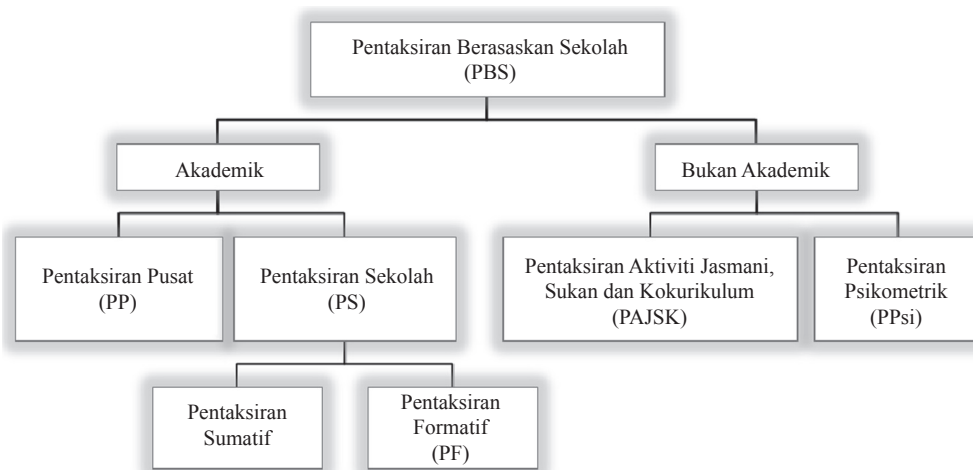 Pentaksiran Berasaskan Sekolah
(PBS)
Akademik
Bukan Akademik
Pentaksiran Pusat
(PP)
Pentaksiran Sekolah
(PS)
Pentaksiran Aktiviti Jasmani,
Sukan dan Kokurikulum
(PAJSK)
Pentaksiran
Psikometrik
(PPsi)
Pentaksiran
Sumatif
Pentaksiran
Formatif
(PF)